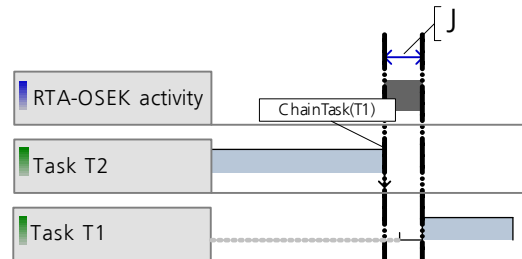 J
RTA-OSEK activity
ChainTask(T1)
Task T2
Task T1